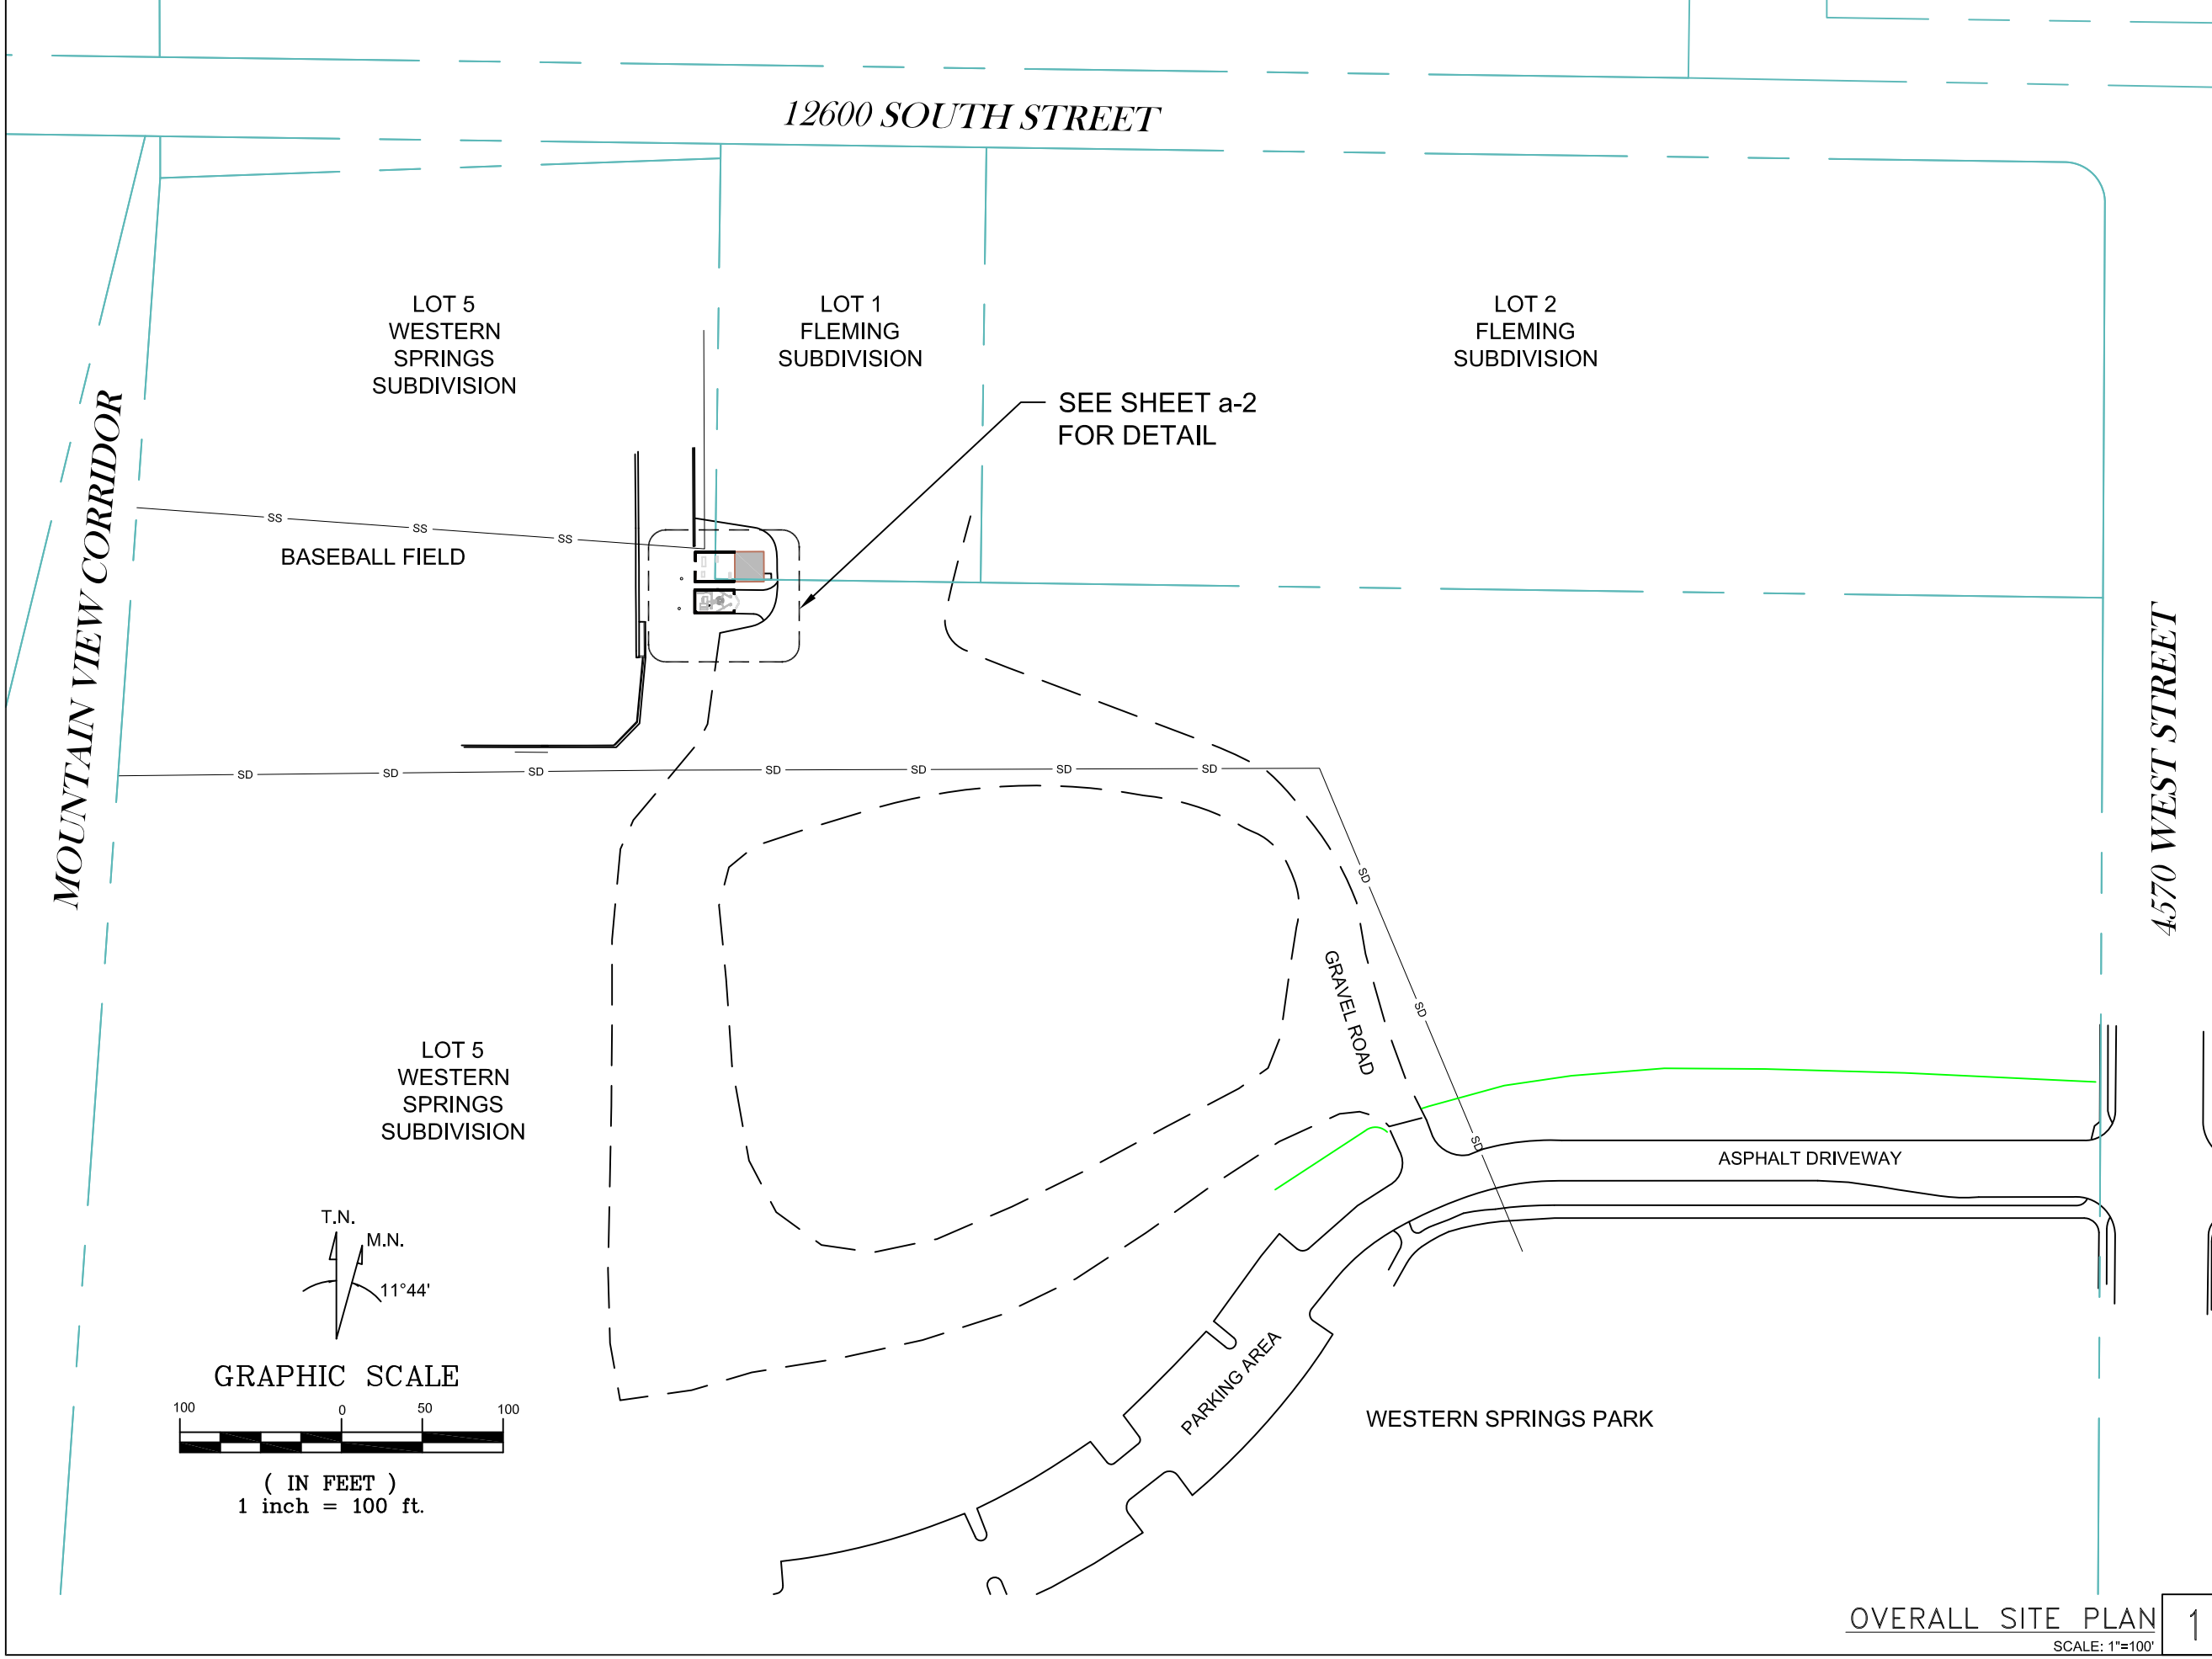 12600 SOUTH STREET
LOT 5
WESTERN
SPRINGS
SUBDIVISION
LOT 1
FLEMING
SUBDIVISION
LOT 2
FLEMING
SUBDIVISION
SEE SHEET a-2
FOR DETAIL
MOUNTAIN VIEW CORRIDOR
SS
SS
SS
BASEBALL FIELD
4570 WEST STREET
SD
SD
SD
SD
SD
SD
SD
SD
SD
SD
GRAVEL ROAD
LOT 5
WESTERN
SPRINGS
SUBDIVISION
ASPHALT DRIVEWAY
T.N.
M.N.
11°44'
GRAPHIC SCALE
100
0
50
100
( IN FEET )
1 inch = 100 ft.
PARKING AREA
WESTERN SPRINGS PARK
OVERALL SITE PLAN
SCALE: 1"=100'
1